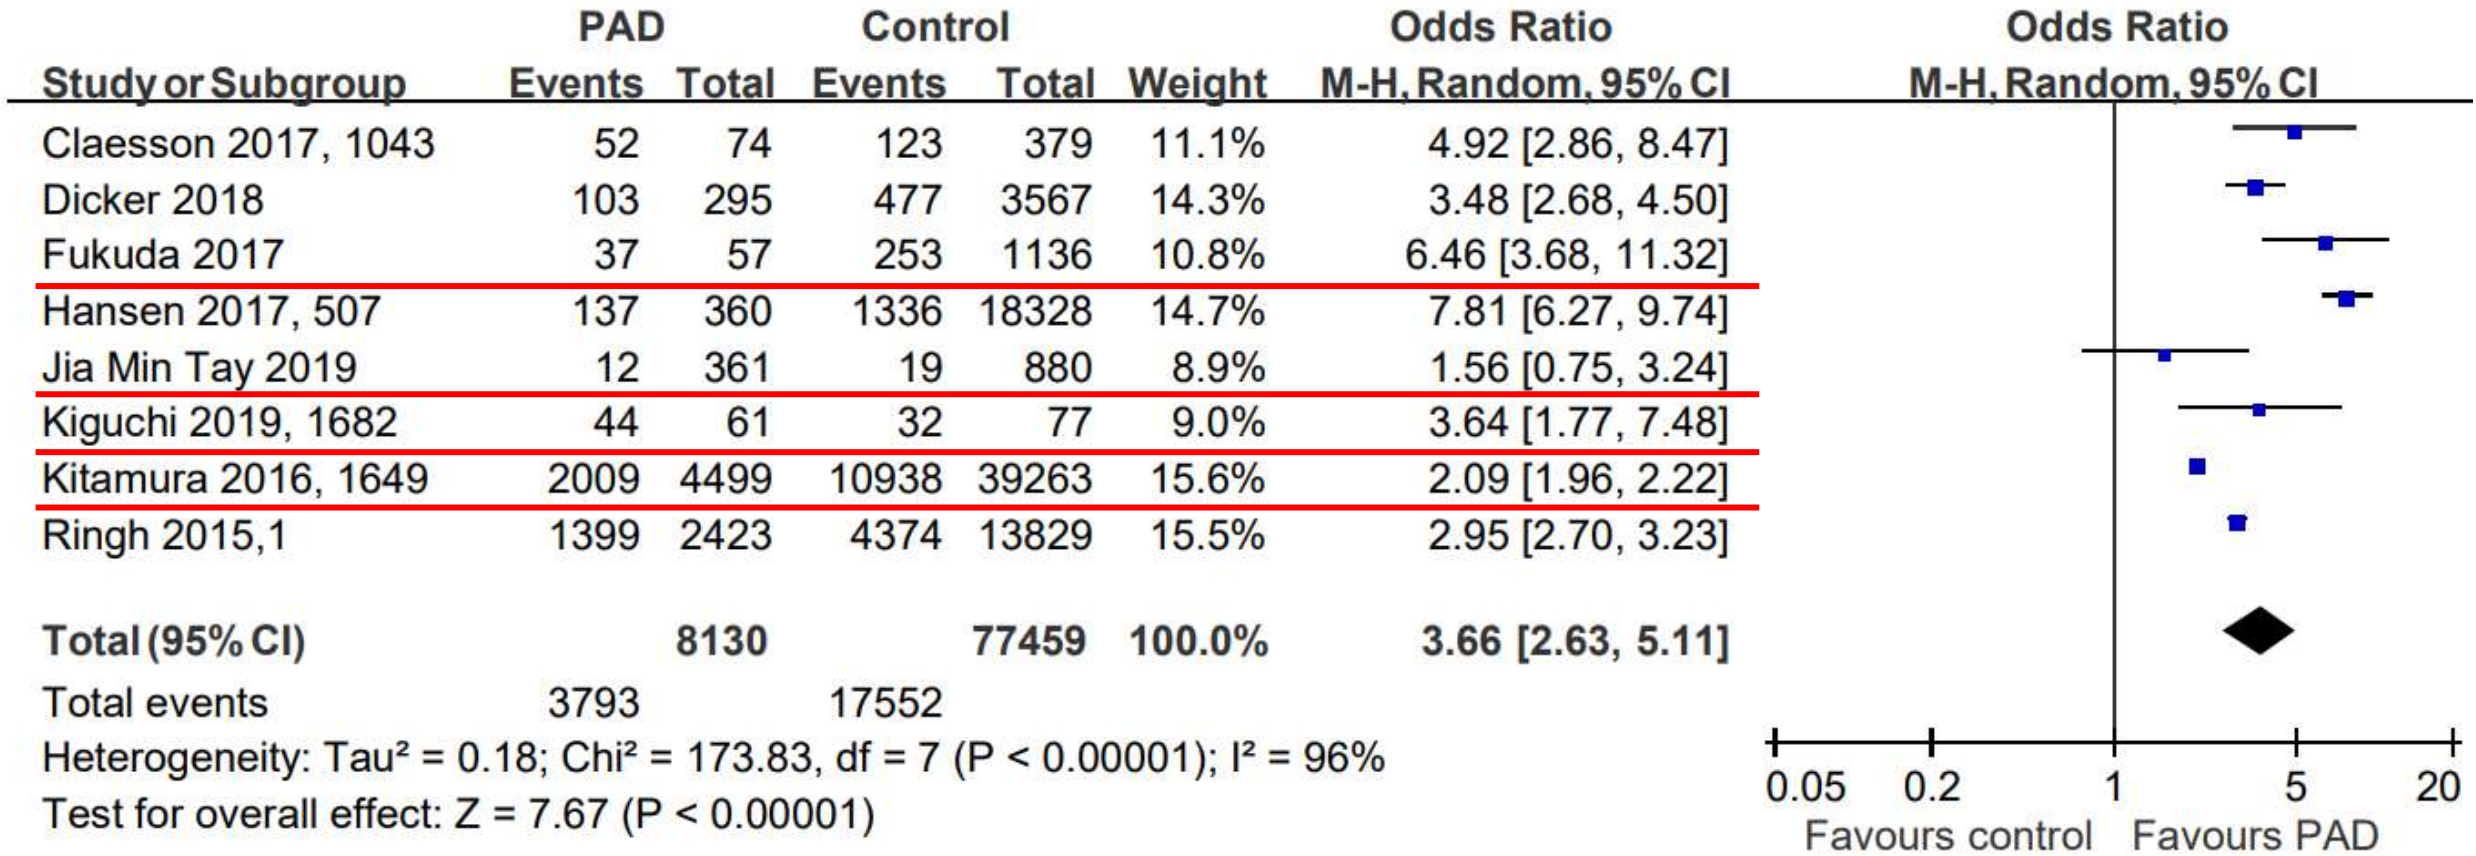 PAD Control Odds Ratio Odds Ratio
Study or Subgroup Events Total Events Total Weight M-H, Random, 95% CI M-H, Random, 95% CI
Claesson 2017, 1043 52 74 123 379 11.1% 4.92 [2.86, 8.47]
Dicker 2018 103 295 477 3567 14.3% 3.48 [2.68, 4.50]
Fukuda 2017 37 57 253 1136 10.8% 6.46 [3.68, 11.32]
Hansen 2017, 507 137 360 1336 18328 14.7% 7.81 [6.27, 9.74]
Jia Min Tay 2019 12 361 19 880 8.9% 1.56 [0.75, 3.24]
Kiguchi 2019, 1682 44 61 32 77 9.0% 3.64 [1.77, 7.48]
Kitamura 2016, 1649 2009 4499 10938 39263 15.6% 2.09 [1.96, 2.22]
Ringh 2015,1 1399 2423 4374 13829 15.5% 2.95 [2.70, 3.23]
Total (95% CI) 8130 77459 100.0% 3.66 [2.63, 5.11]
Total events 3793 17552
Heterogeneity: Tau² = 0.18; Chi² = 173.83, df = 7 (P < 0.00001); I² = 96%
Test for overall effect: Z = 7.67 (P < 0.00001)
0.05 0.2 1 5 20
Favours control Favours PAD